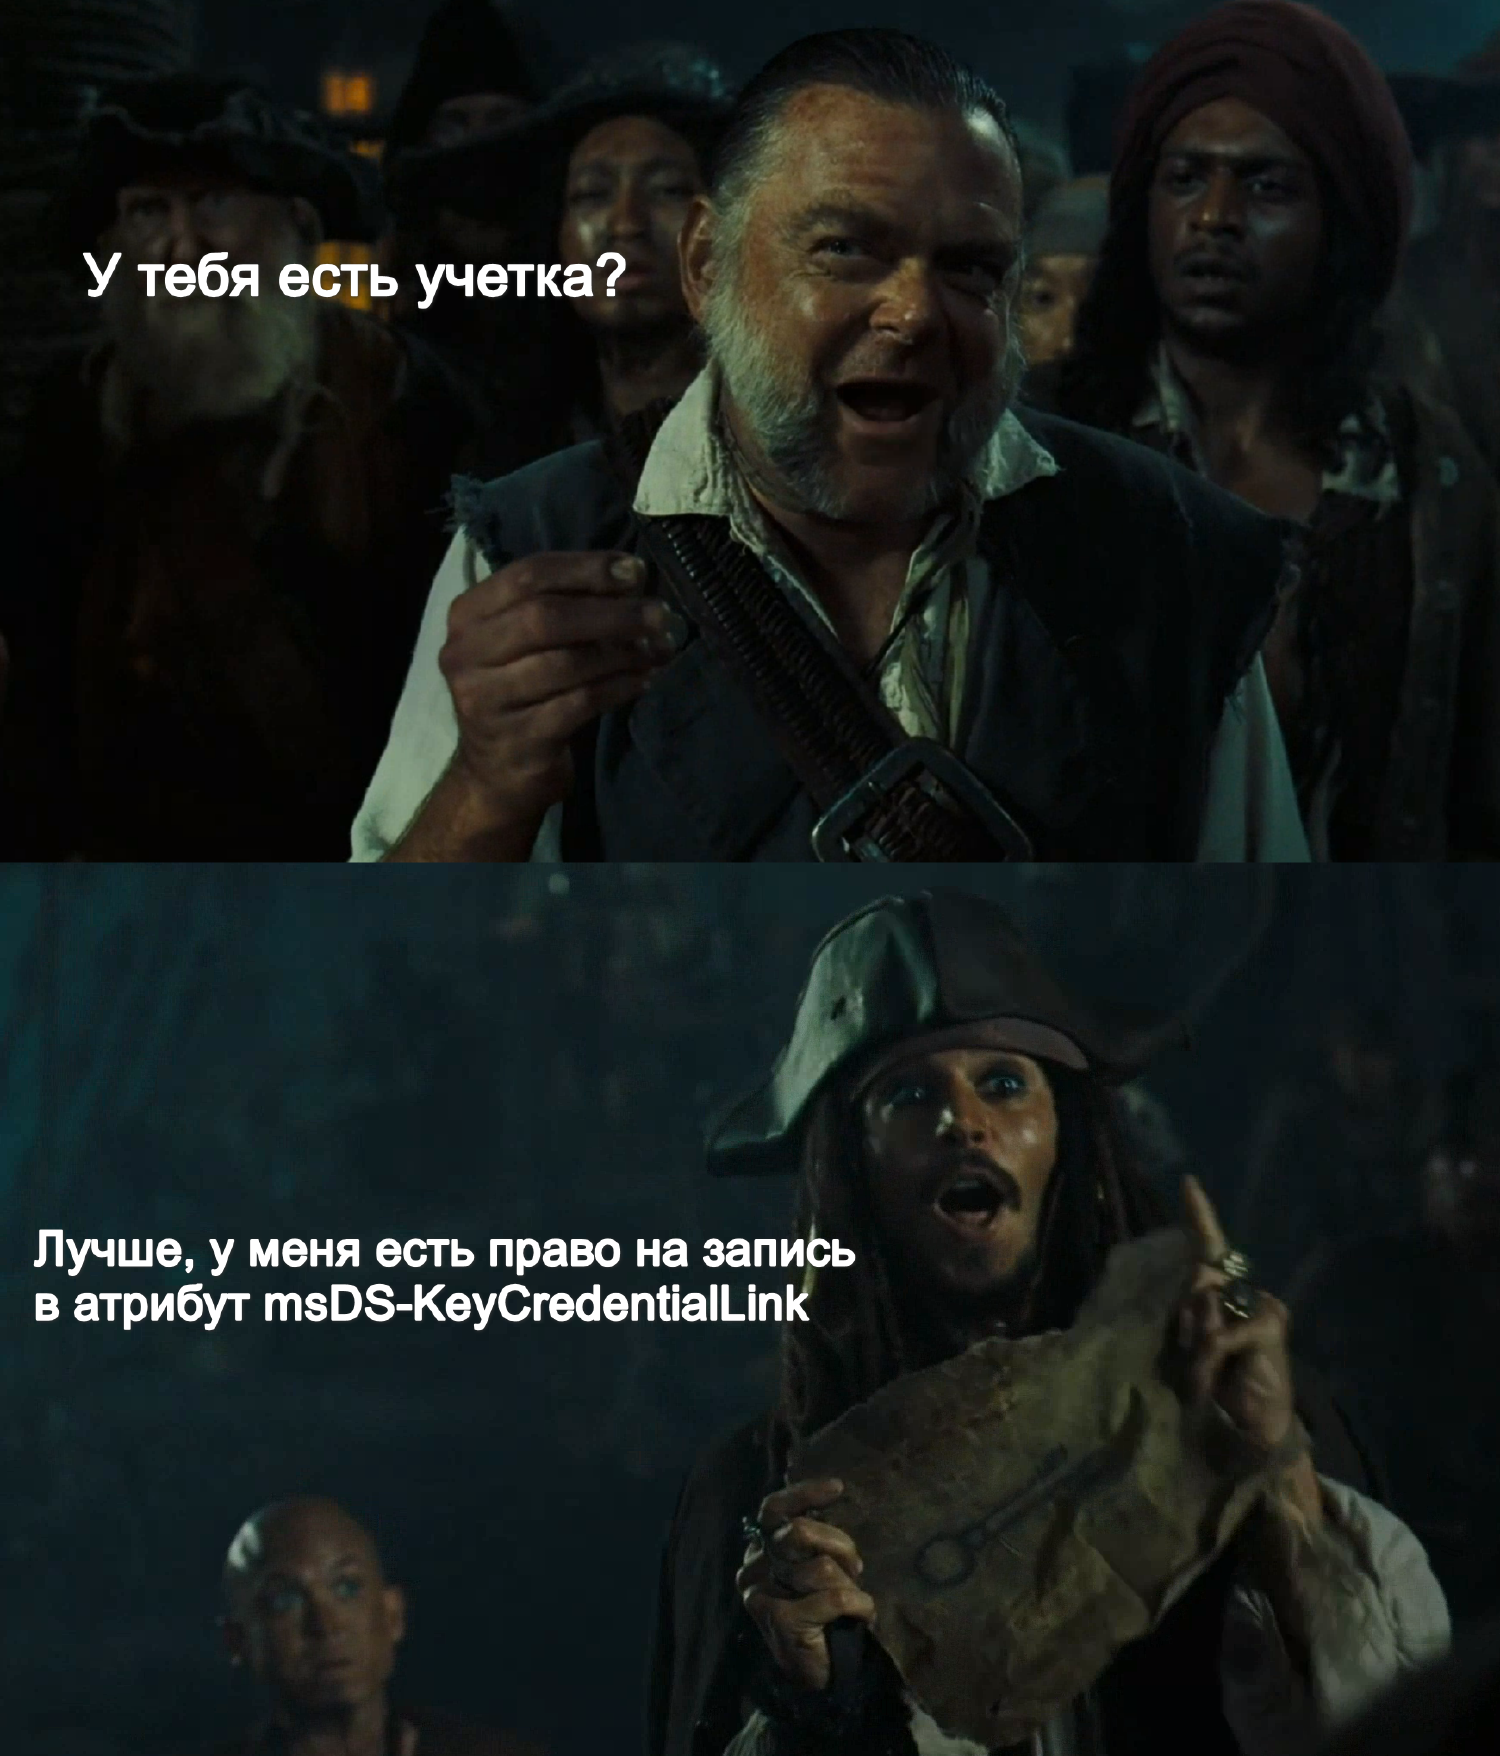 У тебя есть учетка?
Лучше, у меня есть право на запись
в атрибут msDS-KeyCredentialLink